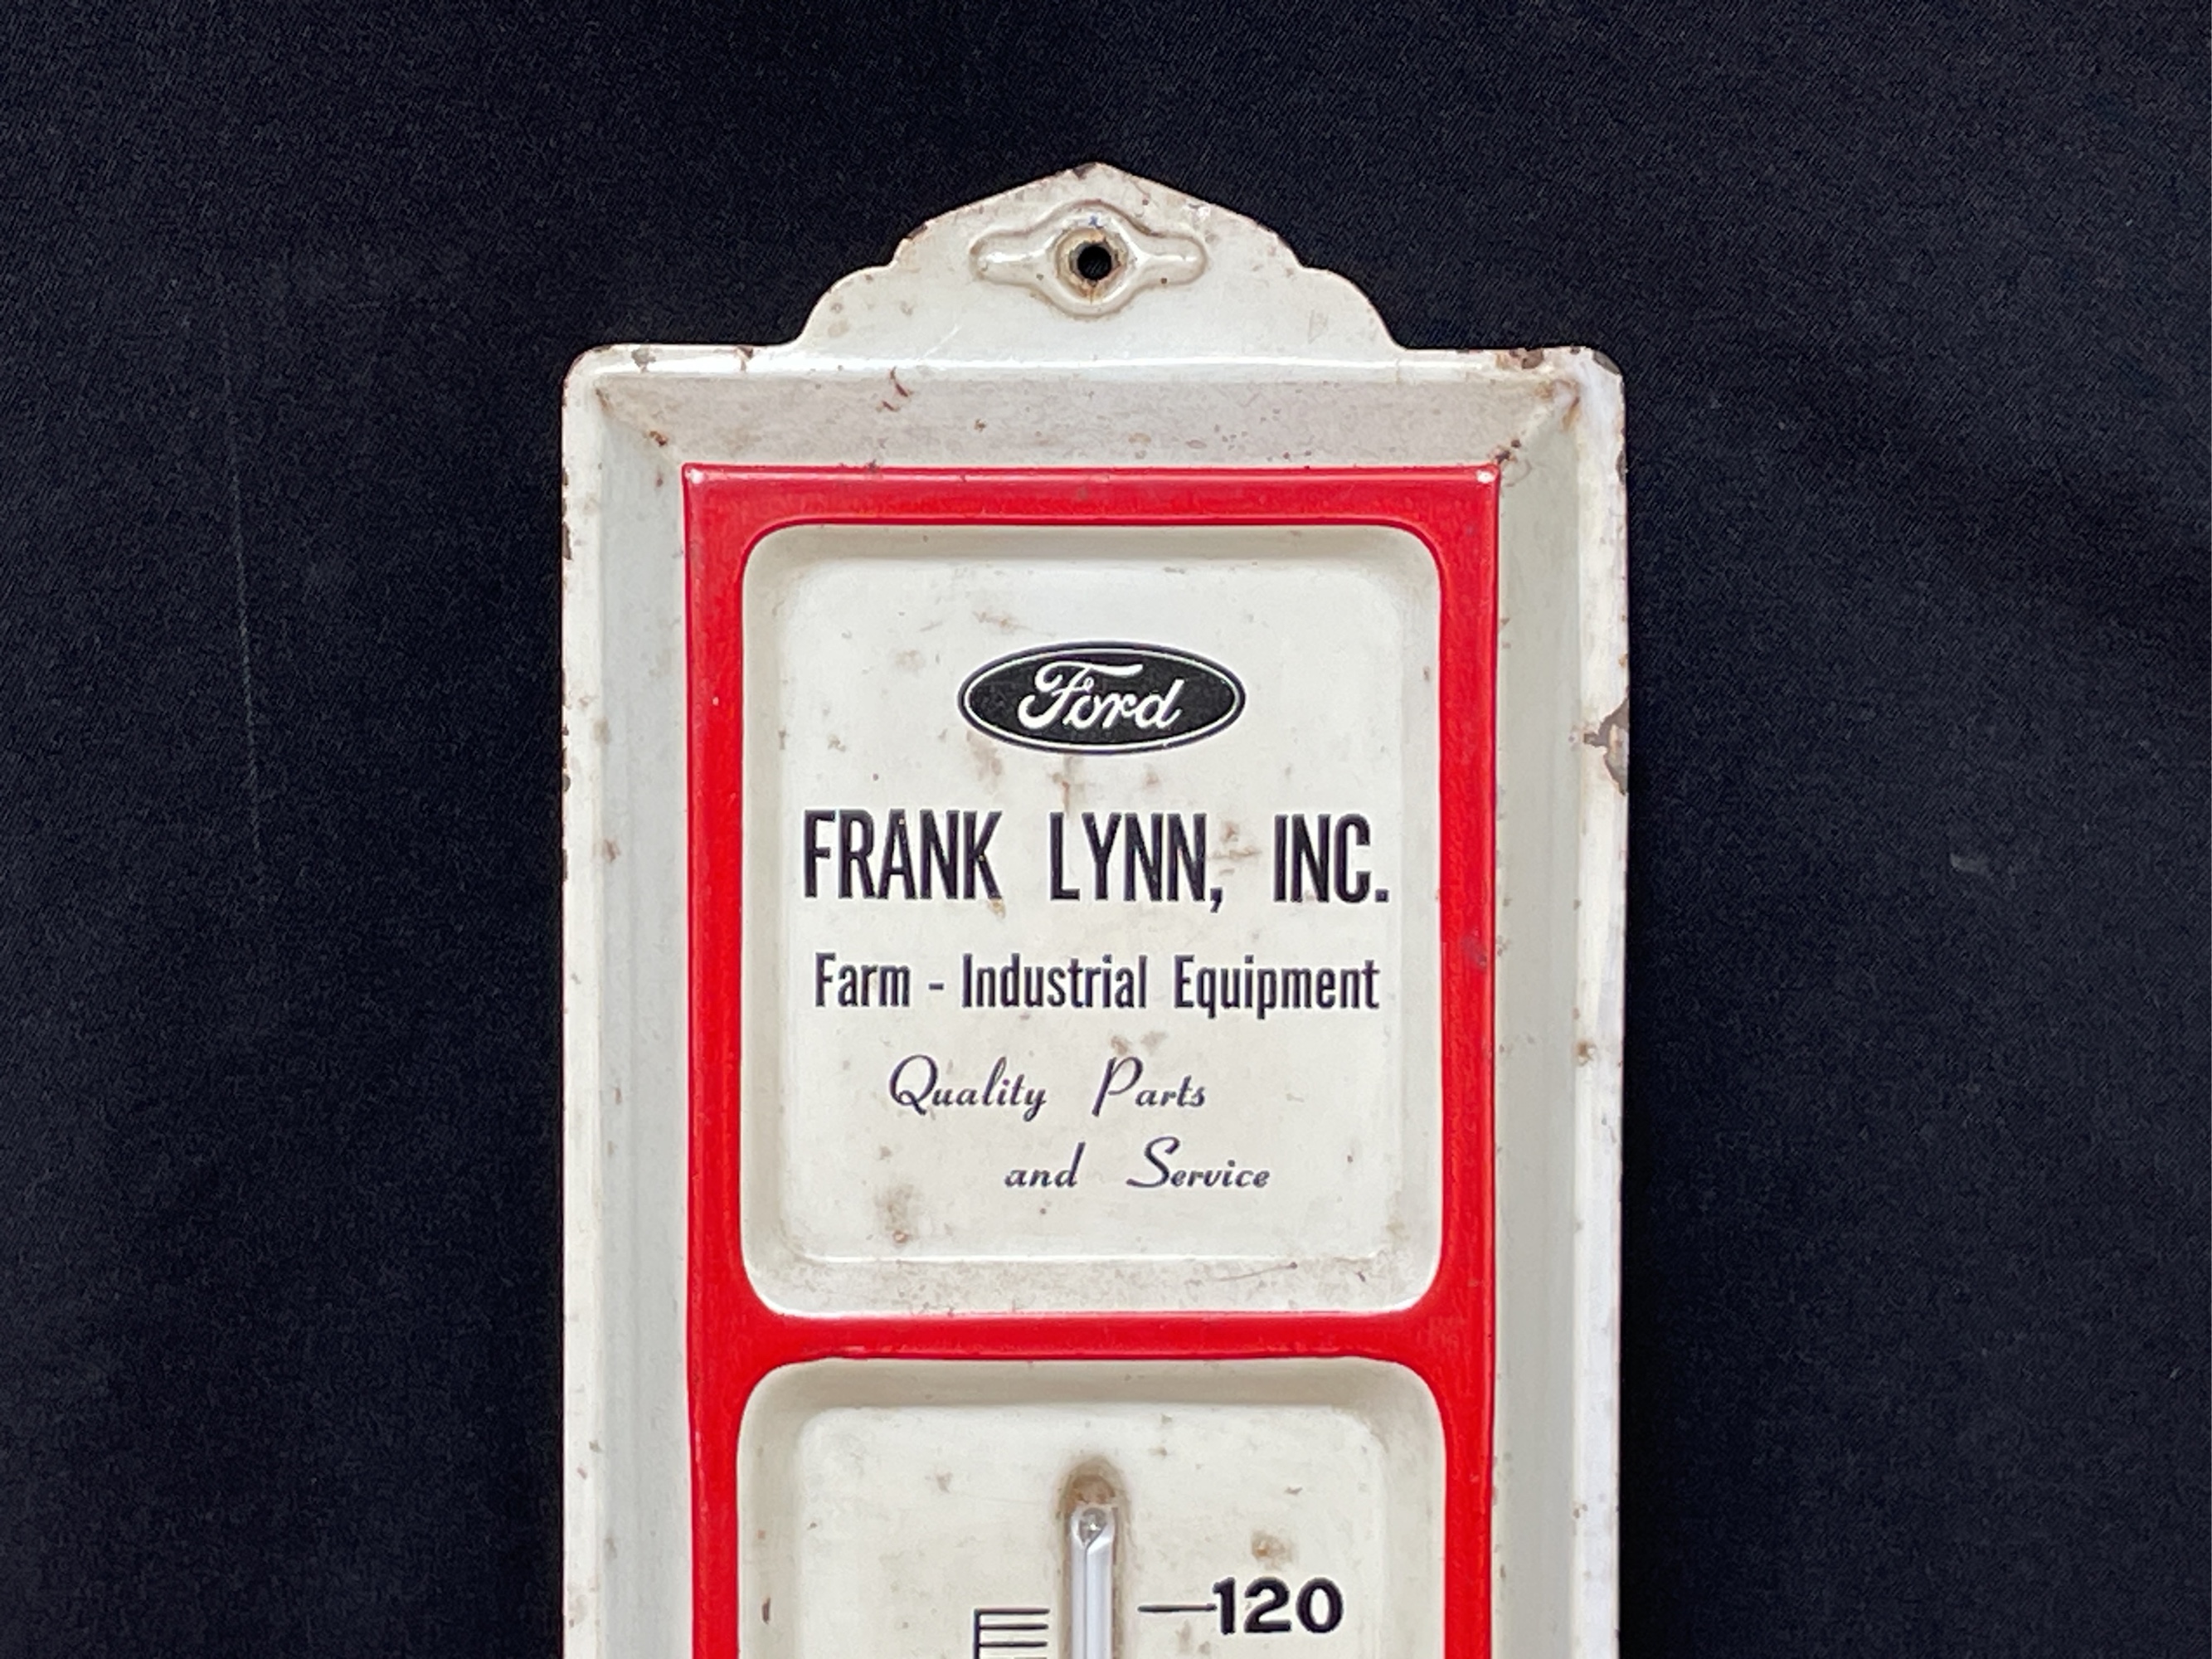 Ford
FRANK LYNN, INC.
Farm - Industrial Equipment
Quality Parts
and Service
120